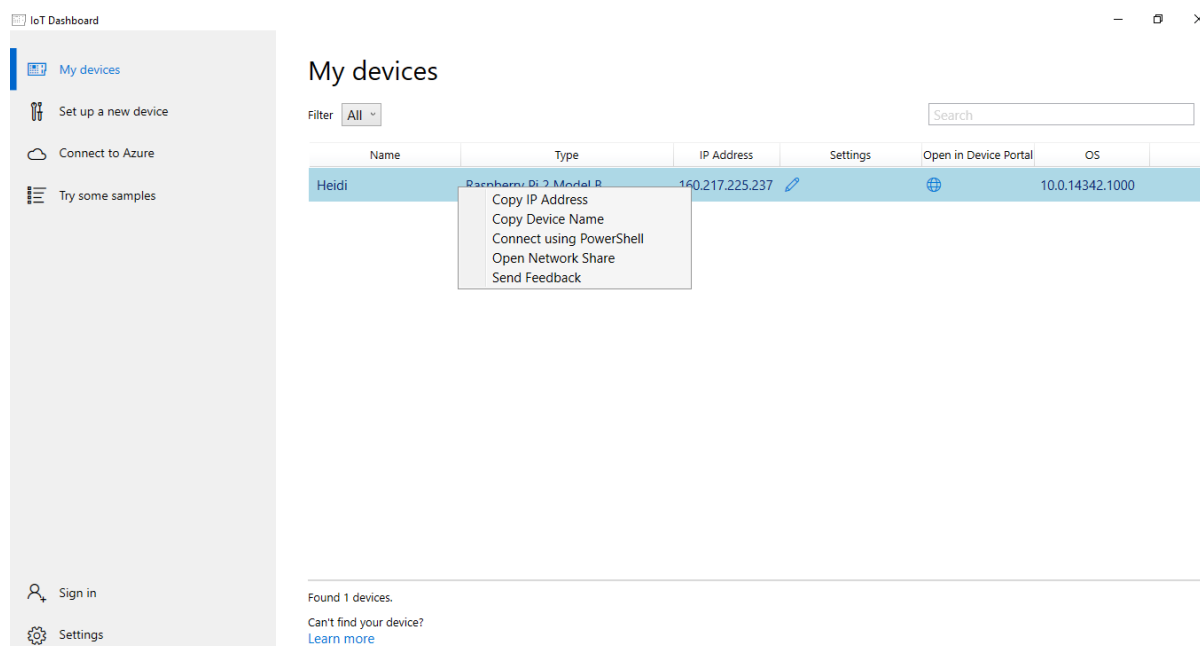 IoT Dashboard
My devices
Set up a new device
Connect to Azure
Try some samples
Sign in
Settings
My devices
Filter All Search
Name Type IP Address Settings Open in Device Portal OS
Heidi Raspberry Pi 2 Model B 160.217.225.237 10.0.14342.1000
Copy IP Address
Copy Device Name
Connect using PowerShell
Open Network Share
Send Feedback
Found 1 devices.
Can't find your device?
Learn more